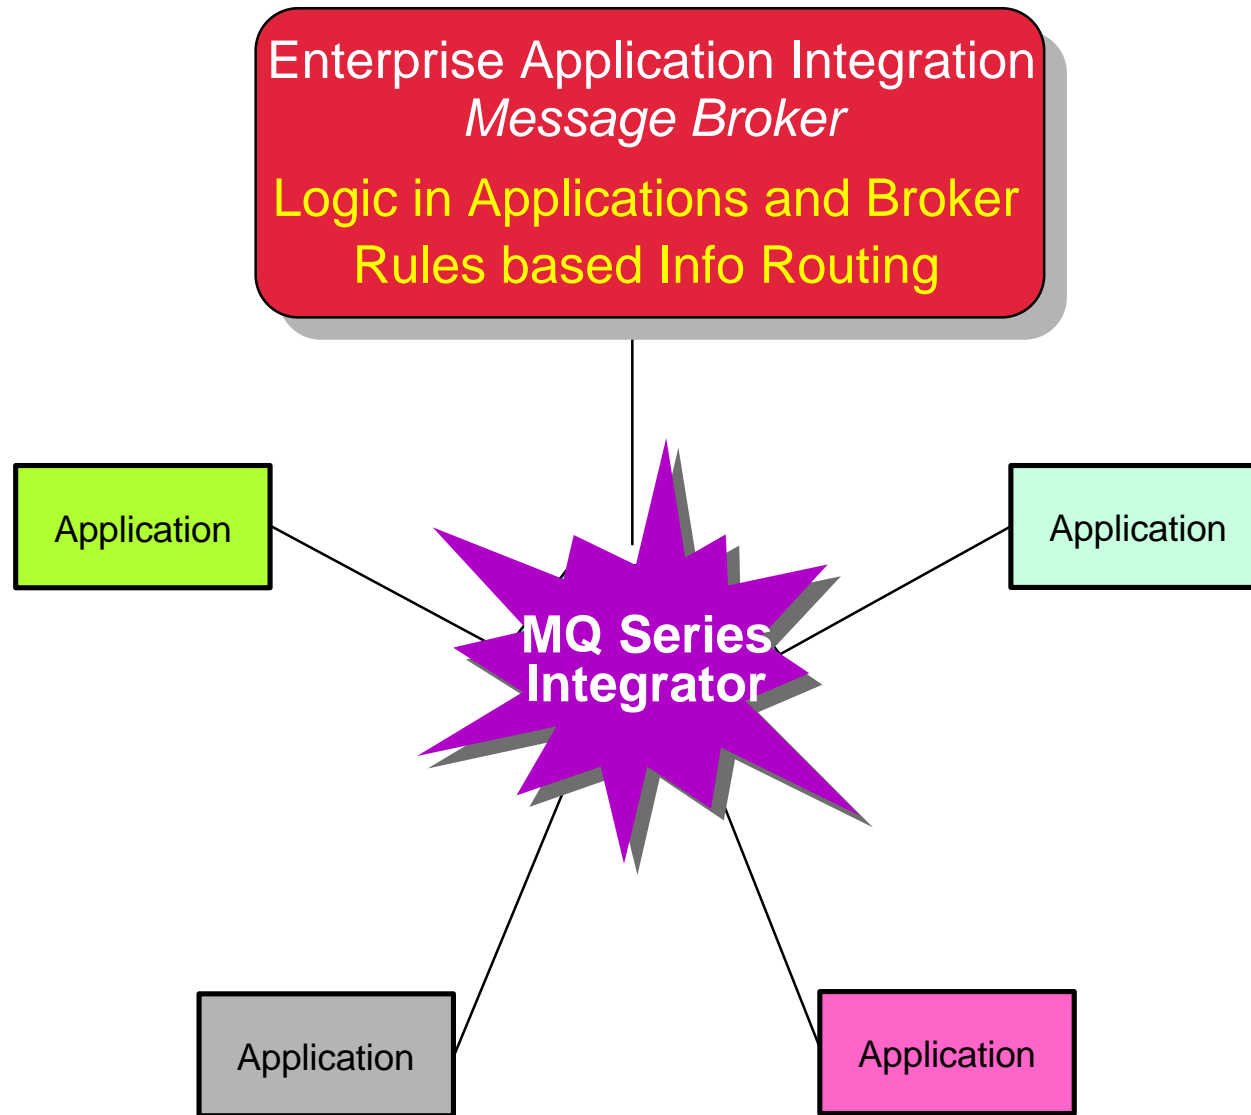 Enterprise Application Integration
Message Broker
Logic in Applications and Broker
Rules based Info Routing
Application
Application
MQ Series
Integrator
Application
Application